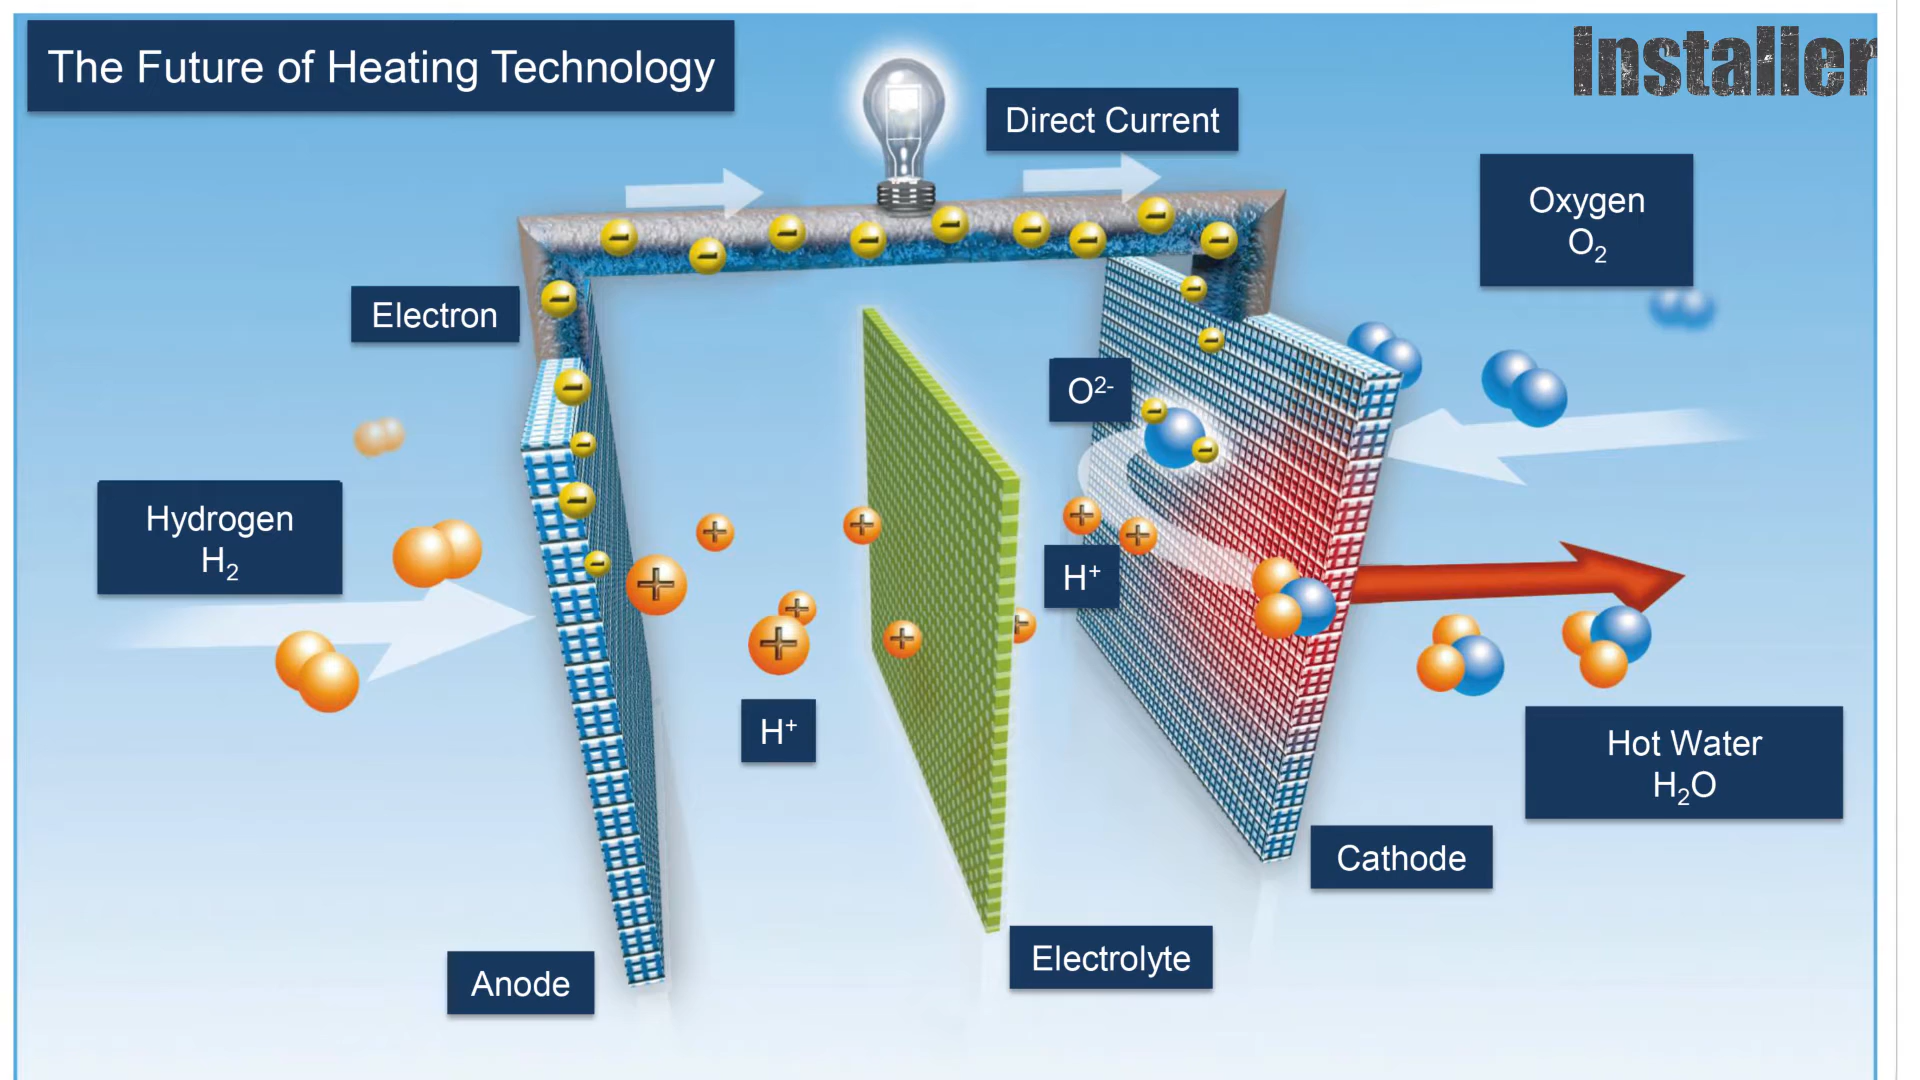 The Future of Heating Technology
Installer
Direct Current
Oxygen
O₂
Electron
O²⁻
Hydrogen
H₂
H⁺
H⁺
Hot Water
H₂O
Cathode
Electrolyte
Anode